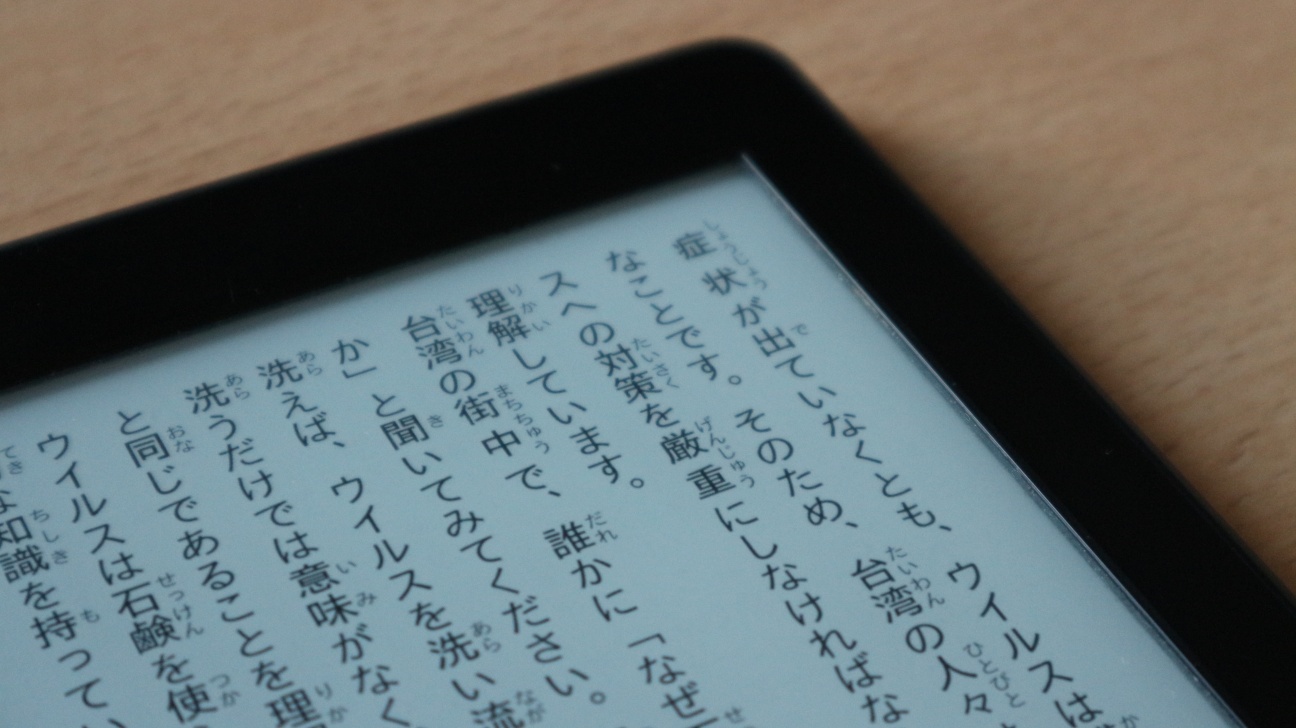 症状が出ていなくとも、ウイルスは
なことです。そのため、台湾の人々
スへの対策を厳重にしなければな
理解しています。
台湾の街中で、誰かに「なぜ
か」と聞いてみてください。
洗えば、ウイルスを洗い流
洗うだけでは意味がなく
と同じであることを理
ウイルスは石鹸を使
な知識を持ってい